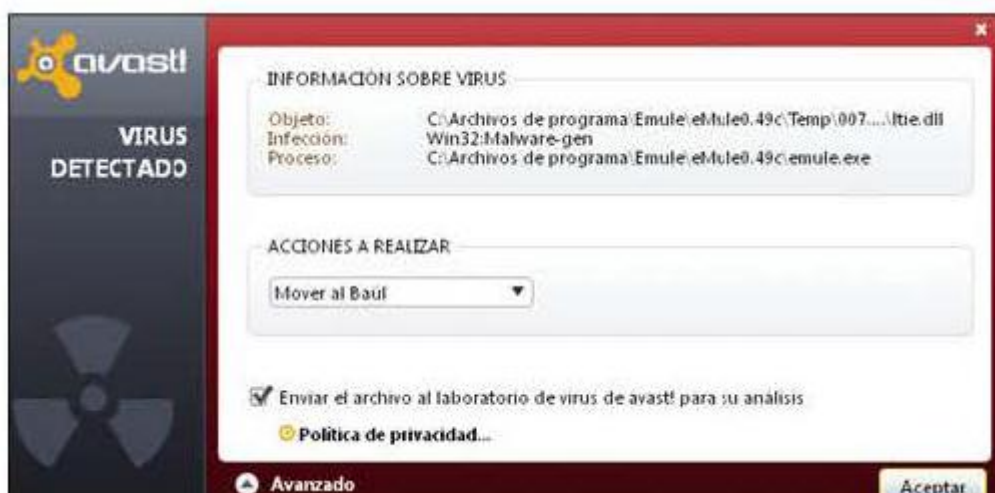 avast!
VIRUS
DETECTADO
INFORMACIÓN SOBRE VIRUS
Objeto: C:\Archivos de programa\Emule\eMule0.49c\Temp\007....\ltie.dll
Infección: Win32:Malware-gen
Proceso: C:\Archivos de programa\Emule\eMule0.49c\emule.exe
ACCIONES A REALIZAR
Mover al Baúl
Enviar el archivo al laboratorio de virus de avast! para su análisis
Política de privacidad...
Avanzado
Aceptar